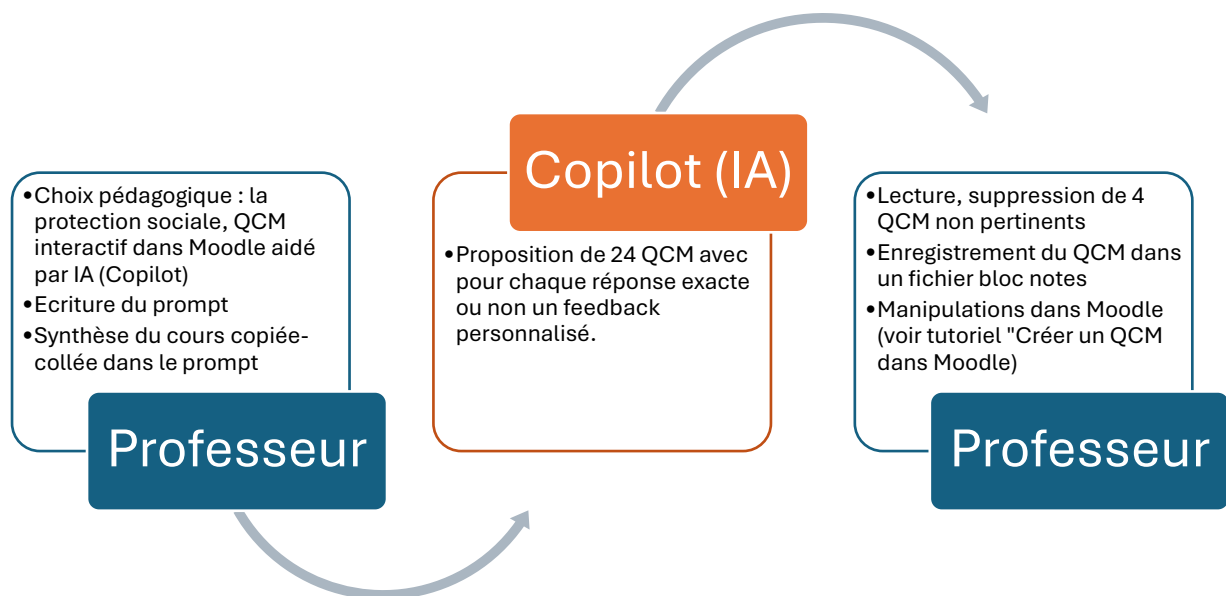 •Choix pédagogique : la
protection sociale, QCM
interactif dans Moodle aidé
par IA (Copilot)
•Ecriture du prompt
•Synthèse du cours copiée-
collée dans le prompt
Professeur
Copilot (IA)
•Proposition de 24 QCM avec
pour chaque réponse exacte
ou non un feedback
personnalisé.
•Lecture, suppression de 4
QCM non pertinents
•Enregistrement du QCM dans
un fichier bloc notes
•Manipulations dans Moodle
(voir tutoriel "Créer un QCM
dans Moodle)
Professeur